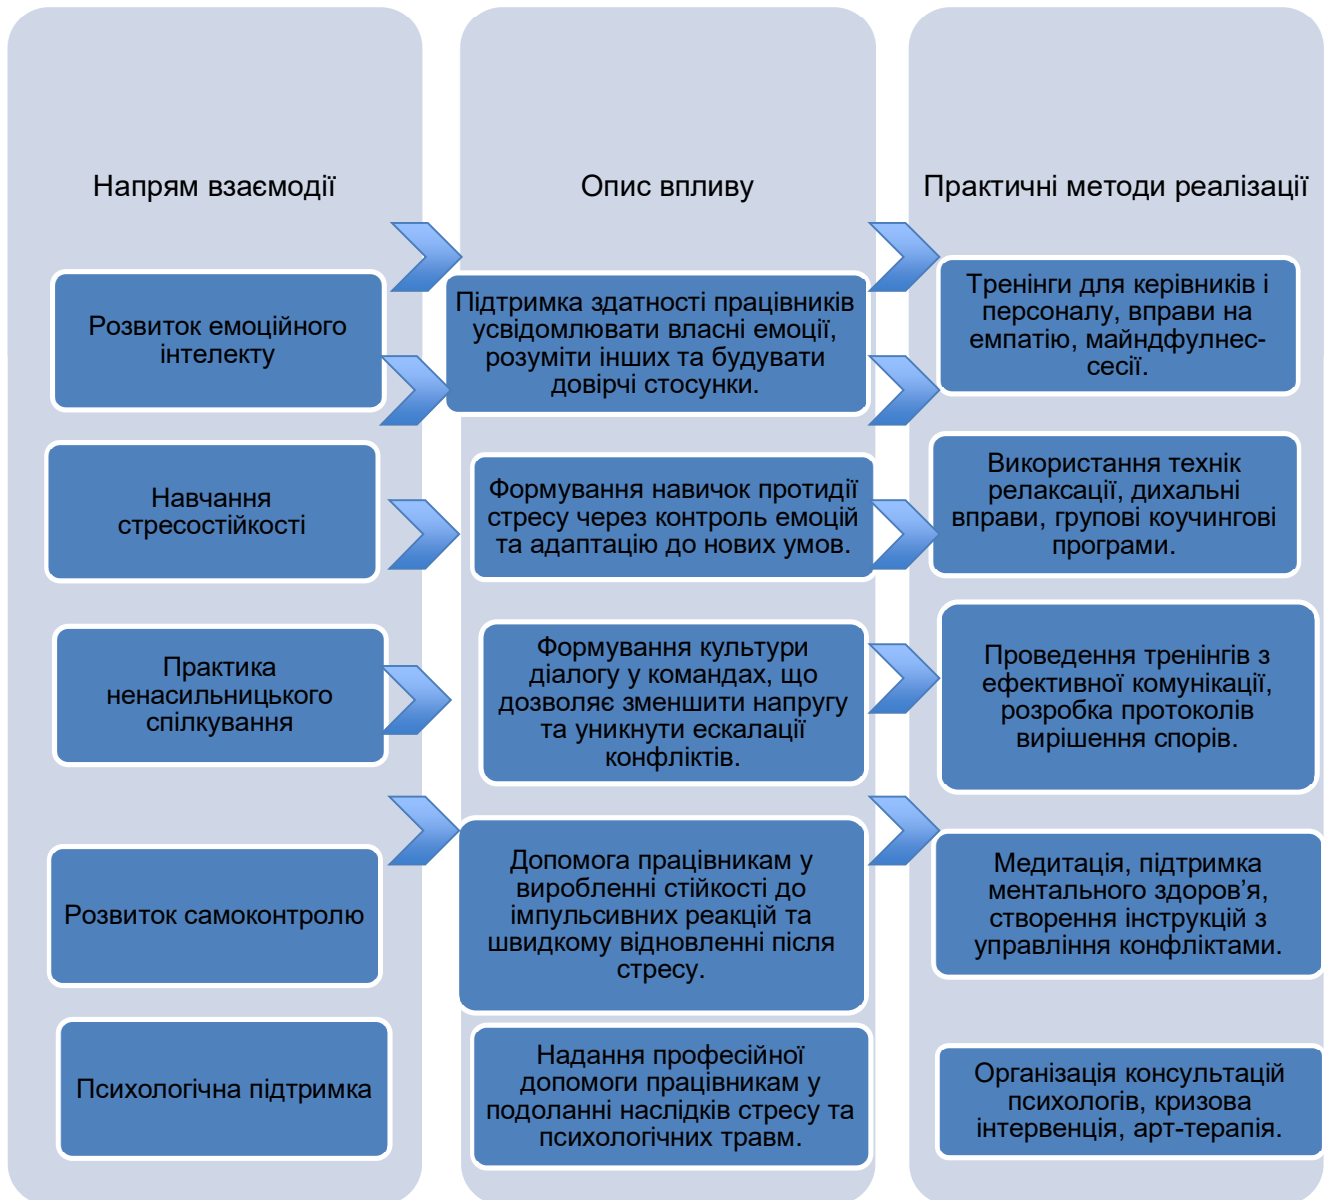 Напрям взаємодії
Опис впливу
Практичні методи реалізації
Розвиток емоційного
інтелекту
Підтримка здатності працівників
усвідомлювати власні емоції,
розуміти інших та будувати
довірчі стосунки.
Тренінги для керівників і
персоналу, вправи на
емпатію, майндфулнес-
сесії.
Навчання
стресостійкості
Формування навичок протидії
стресу через контроль емоцій
та адаптацію до нових умов.
Використання технік
релаксації, дихальні
вправи, групові коучингові
програми.
Практика
ненасильницького
спілкування
Формування культури
діалогу у командах, що
дозволяє зменшити напругу
та уникнути ескалації
конфліктів.
Проведення тренінгів з
ефективної комунікації,
розробка протоколів
вирішення спорів.
Розвиток самоконтролю
Допомога працівникам у
виробленні стійкості до
імпульсивних реакцій та
швидкому відновленні після
стресу.
Медитація, підтримка
ментального здоров’я,
створення інструкцій з
управління конфліктами.
Психологічна підтримка
Надання професійної
допомоги працівникам у
подоланні наслідків стресу та
психологічних травм.
Організація консультацій
психологів, кризова
інтервенція, арт-терапія.